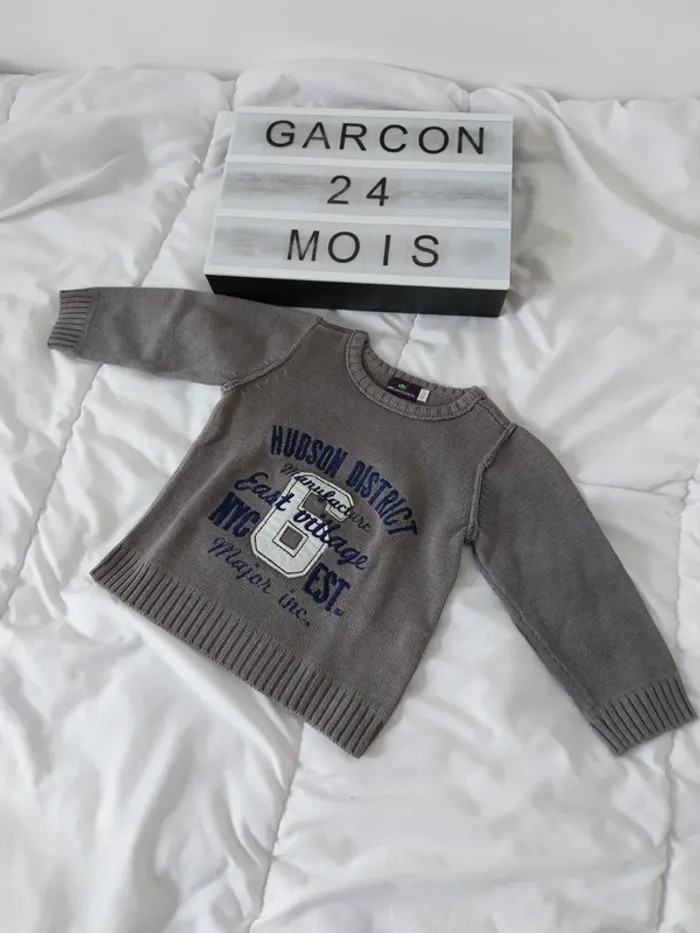 GARCON
24
MOIS
HUDSON DISTRICT
Manufacture
6
East village
NYC EST.
Major inc.